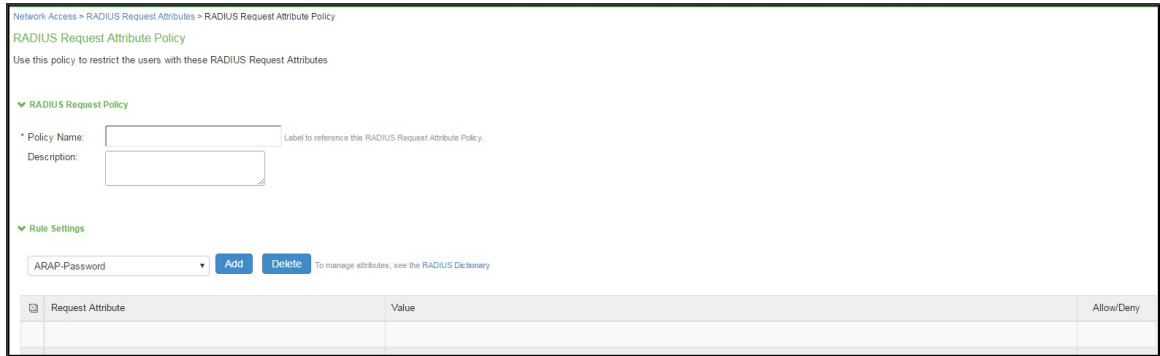 Network Access > RADIUS Request Attributes > RADIUS Request Attribute Policy
RADIUS Request Attribute Policy
Use this policy to restrict the users with these RADIUS Request Attributes
RADIUS Request Policy
* Policy Name: Label to reference this RADIUS Request Attribute Policy.
Description:
Rule Settings
ARAP-Password Add Delete To manage attributes, see the RADIUS Dictionary
Request Attribute Value Allow/Deny